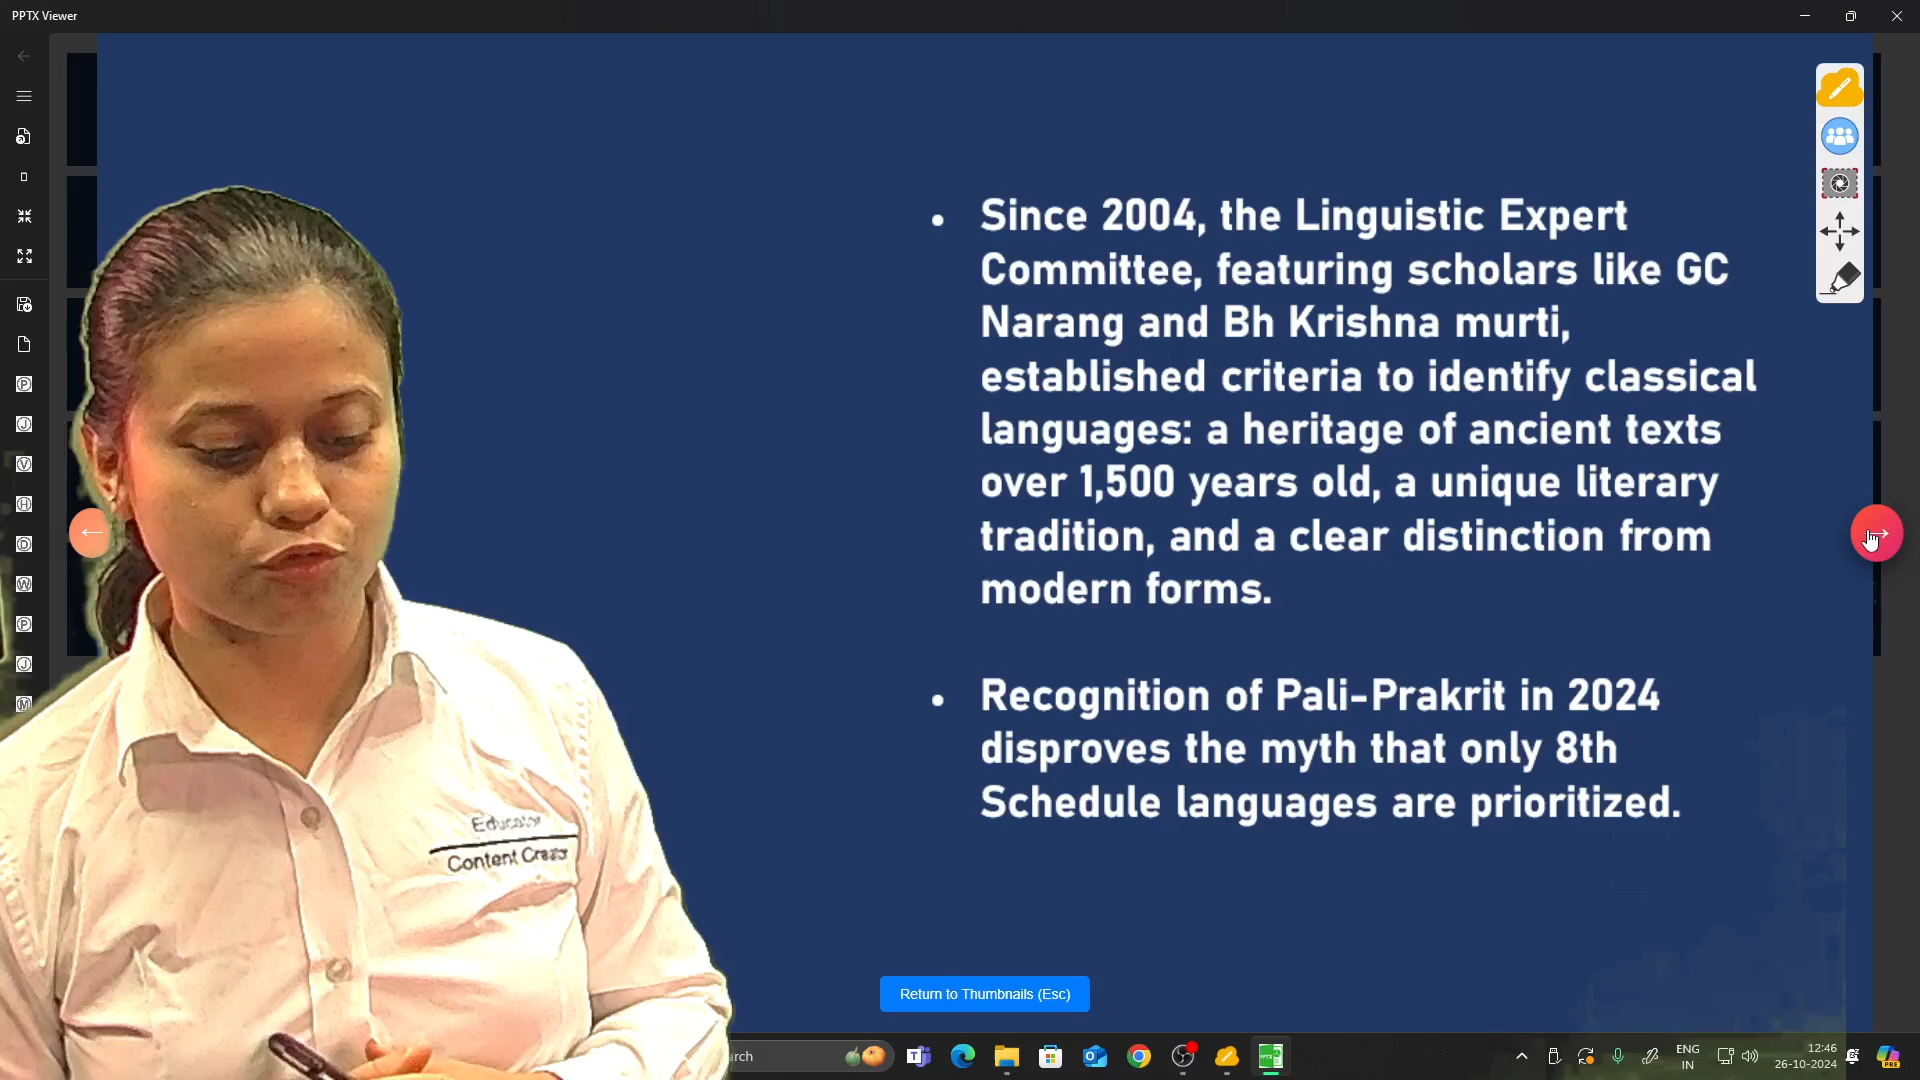 PPTX Viewer
Since 2004, the Linguistic Expert
Committee, featuring scholars like GC
Narang and Bh Krishna murti,
established criteria to identify classical
languages: a heritage of ancient texts
over 1,500 years old, a unique literary
tradition, and a clear distinction from
modern forms.
Recognition of Pali-Prakrit in 2024
disproves the myth that only 8th
Schedule languages are prioritized.
Educator
Content Creator
Return to Thumbnails (Esc)
arch
ENG
IN
12:46
26-10-2024
PRE
P
J
V
H
D
W
P
J
M